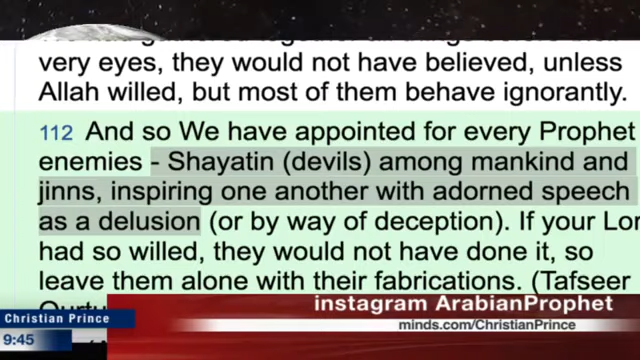 very eyes, they would not have believed, unless
Allah willed, but most of them behave ignorantly.
112 And so We have appointed for every Prophet
enemies - Shayatin (devils) among mankind and
jinns, inspiring one another with adorned speech
as a delusion (or by way of deception). If your Lor
had so willed, they would not have done it, so
leave them alone with their fabrications. (Tafseer
instagram ArabianProphet
Christian Prince
minds.com/ChristianPrince
9:45